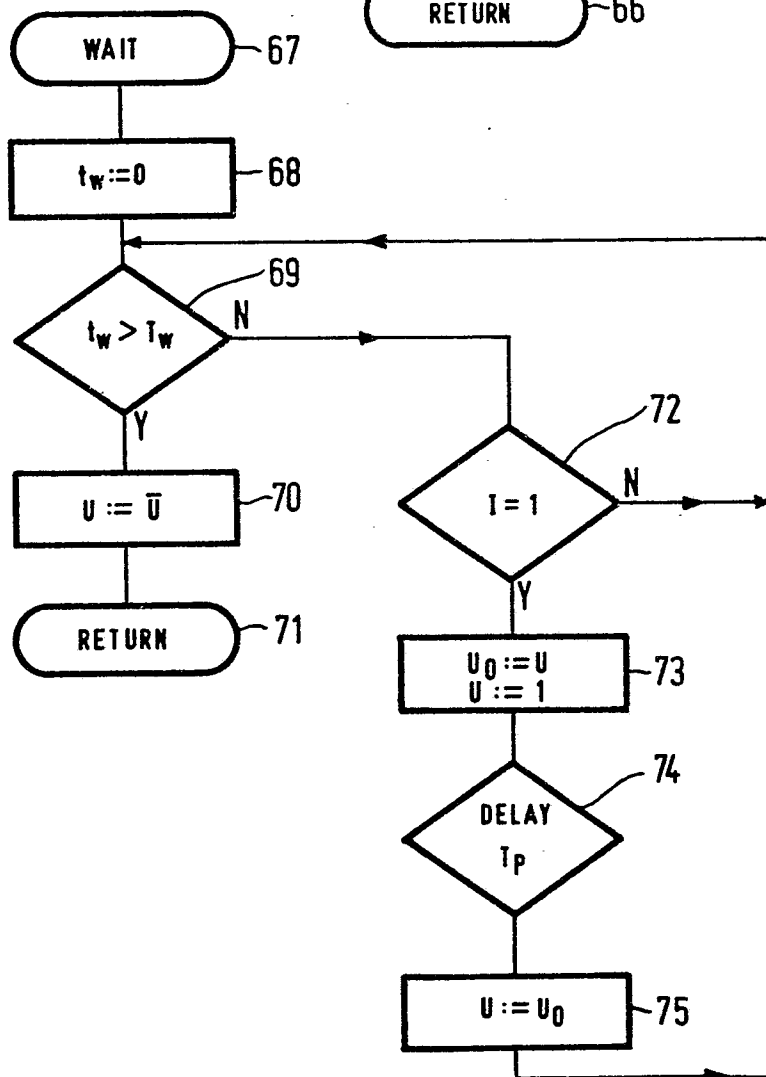 RETURN 66
WAIT 67
t_w:=0 68
69
t_w > T_w N
Y
72
U := U̅ 70
I = 1 N
Y
RETURN 71
U_0 := U
U := 1 73
74
DELAY
T_P
U := U_0 75